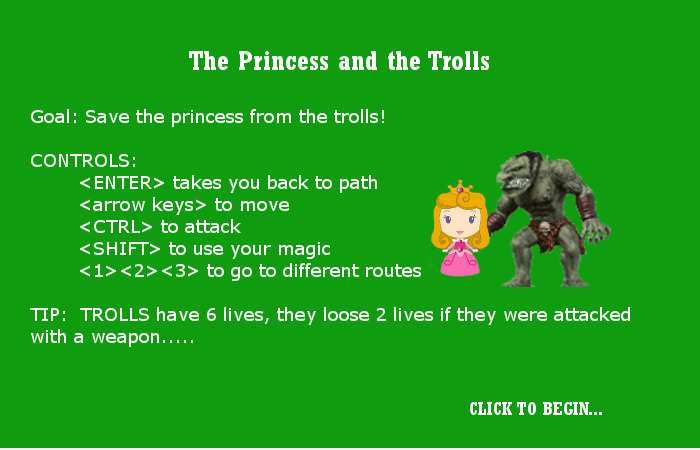 The Princess and the Trolls
Goal: Save the princess from the trolls!
CONTROLS:
<ENTER> takes you back to path
<arrow keys> to move
<CTRL> to attack
<SHIFT> to use your magic
<1><2><3> to go to different routes
TIP:  TROLLS have 6 lives, they loose 2 lives if they were attacked
with a weapon.....
CLICK TO BEGIN...